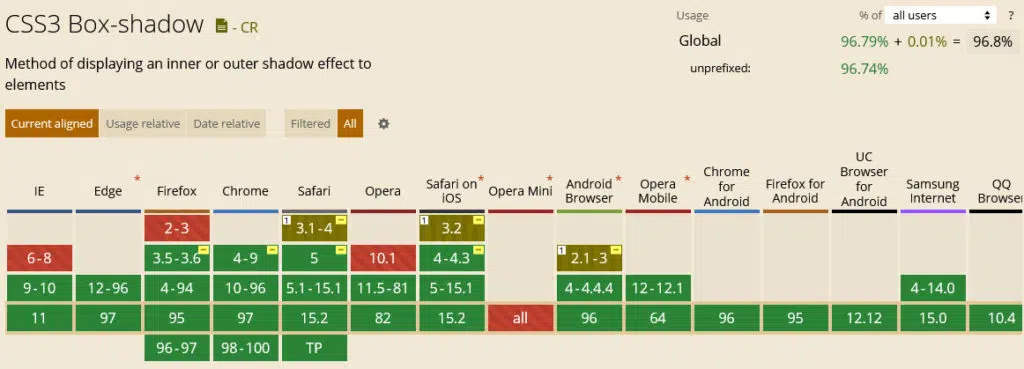 CSS3 Box-shadow - CR
Usage % of all users ?
Global 96.79% + 0.01% = 96.8%
unprefixed: 96.74%
Method of displaying an inner or outer shadow effect to
elements
Current aligned Usage relative Date relative Filtered All
IE Edge * Firefox Chrome Safari Opera Safari on iOS * Opera Mini Android Browser * Opera Mobile * Chrome for Android Firefox for Android UC Browser for Android Samsung Internet QQ Browser
2-3 1 3.1-4 1 3.2
6-8 3.5-3.6 4-9 5 10.1 4-4.3 1 2.1-3
9-10 12-96 4-94 10-96 5.1-15.1 11.5-81 5-15.1 4-4.4.4 12-12.1 4-14.0
11 97 95 97 15.2 82 15.2 all 96 64 96 95 12.12 15.0 10.4
96-97 98-100 TP